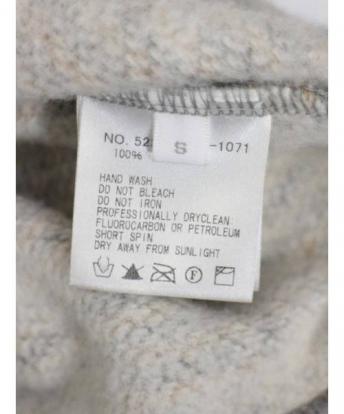 NO. 52 -1071
S
100%
HAND WASH
DO NOT BLEACH
DO NOT IRON
PROFESSIONALLY DRYCLEAN:
FLUOROCARBON OR PETROLEUM
SHORT SPIN
DRY AWAY FROM SUNLIGHT
F